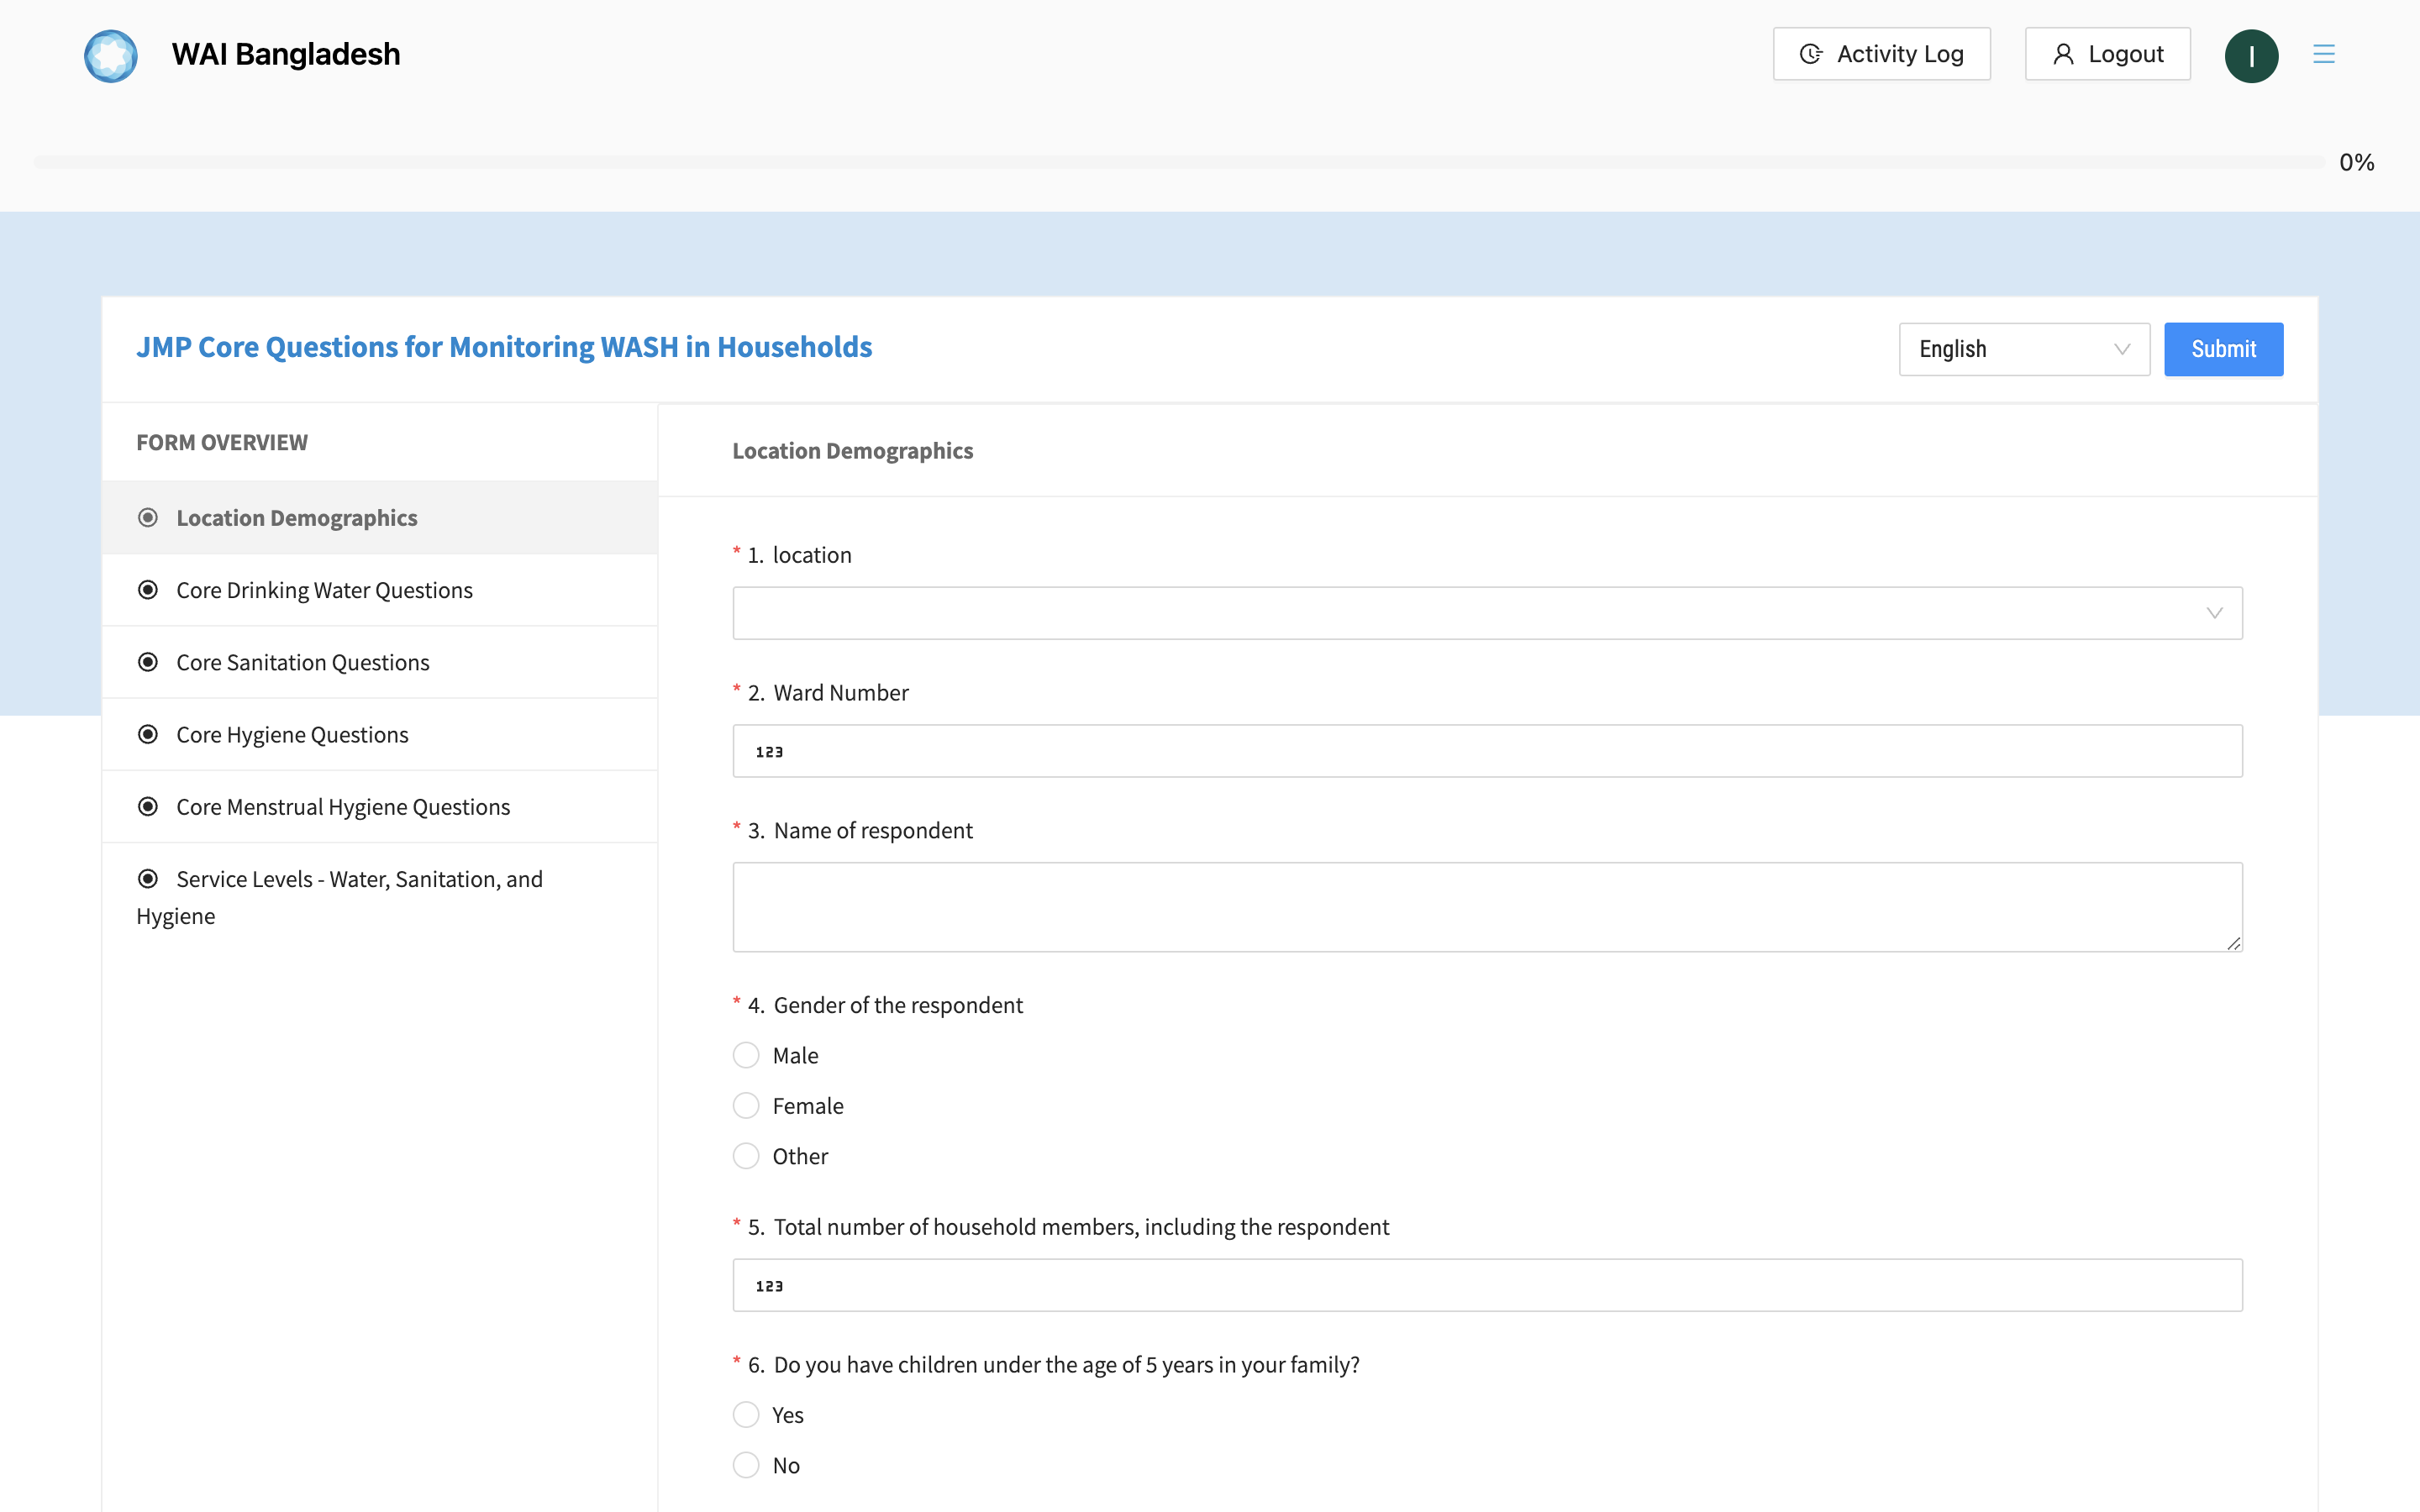 WAI Bangladesh
Activity Log
Logout
I
0%
JMP Core Questions for Monitoring WASH in Households
English
Submit
FORM OVERVIEW
Location Demographics
Core Drinking Water Questions
Core Sanitation Questions
Core Hygiene Questions
Core Menstrual Hygiene Questions
Service Levels - Water, Sanitation, and
Hygiene
Location Demographics
* 1. location
* 2. Ward Number
123
* 3. Name of respondent
* 4. Gender of the respondent
Male
Female
Other
* 5. Total number of household members, including the respondent
123
* 6. Do you have children under the age of 5 years in your family?
Yes
No